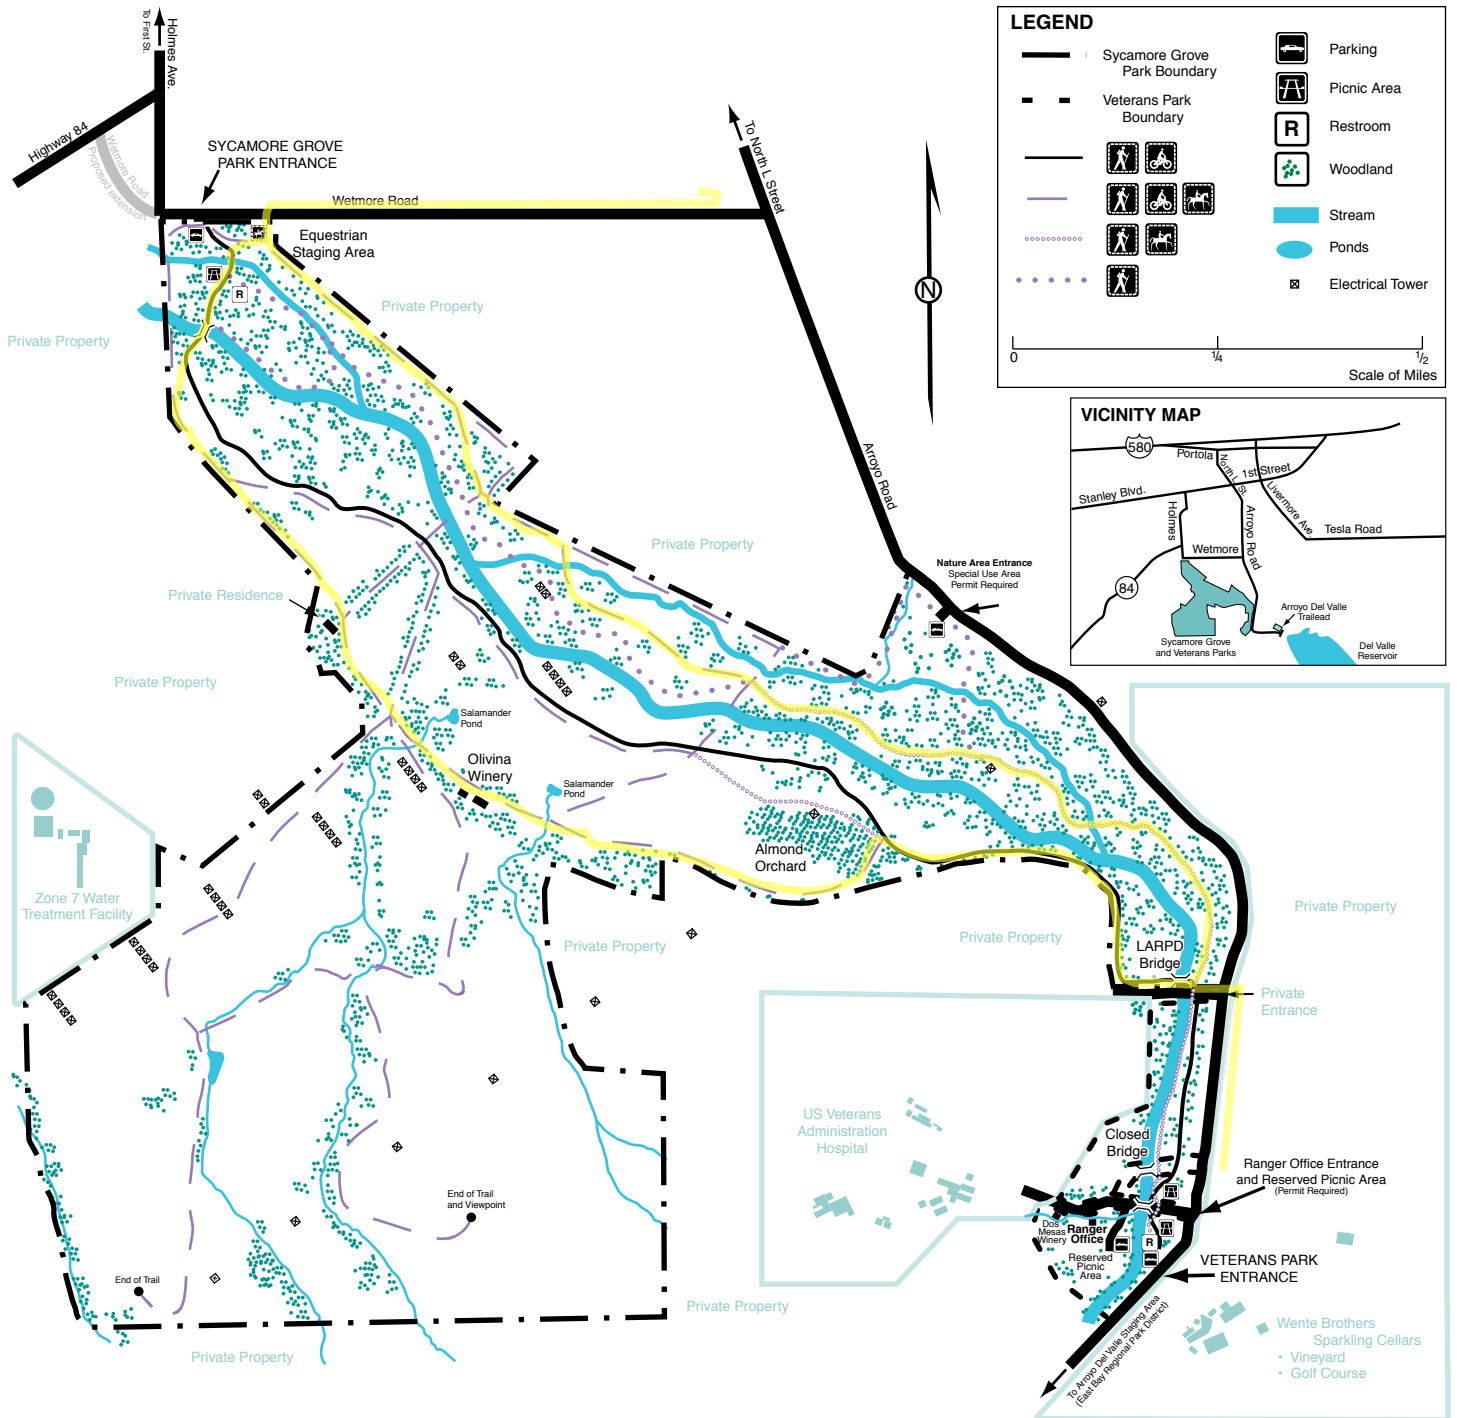 To First St.
Holmes Ave.
Highway 84
Wetmore Road
Proposed extension
SYCAMORE GROVE
PARK ENTRANCE
Wetmore Road
To North L Street
Equestrian
Staging Area
Private Property
Private Property
N
Arroyo Road
LEGEND
Sycamore Grove
Park Boundary
Veterans Park
Boundary
Parking
Picnic Area
R
Restroom
Woodland
Stream
Ponds
Electrical Tower
0
1/4
1/2
Scale of Miles
VICINITY MAP
580
Portola
North L St.
1st Street
Stanley Blvd.
Livermore Ave.
Holmes
Arroyo Road
Tesla Road
Wetmore
84
Arroyo Del Valle
Trailead
Sycamore Grove
and Veterans Parks
Del Valle
Reservoir
R
Private Property
Nature Area Entrance
Special Use Area
Permit Required
Private Residence
Private Property
Salamander
Pond
Olivina
Winery
Salamander
Pond
Almond
Orchard
Zone 7 Water
Treatment Facility
Private Property
Private Property
Private Property
LARPD
Bridge
Private
Entrance
US Veterans
Administration
Hospital
Closed
Bridge
Ranger Office Entrance
and Reserved Picnic Area
(Permit Required)
End of Trail
and Viewpoint
Dos
Mesas
Winery
Ranger
Office
R
Reserved
Picnic
Area
VETERANS PARK
ENTRANCE
End of Trail
Private Property
Private Property
To Arroyo Del Valle Staging Area
(East Bay Regional Park District)
Wente Brothers
Sparkling Cellars
• Vineyard
• Golf Course